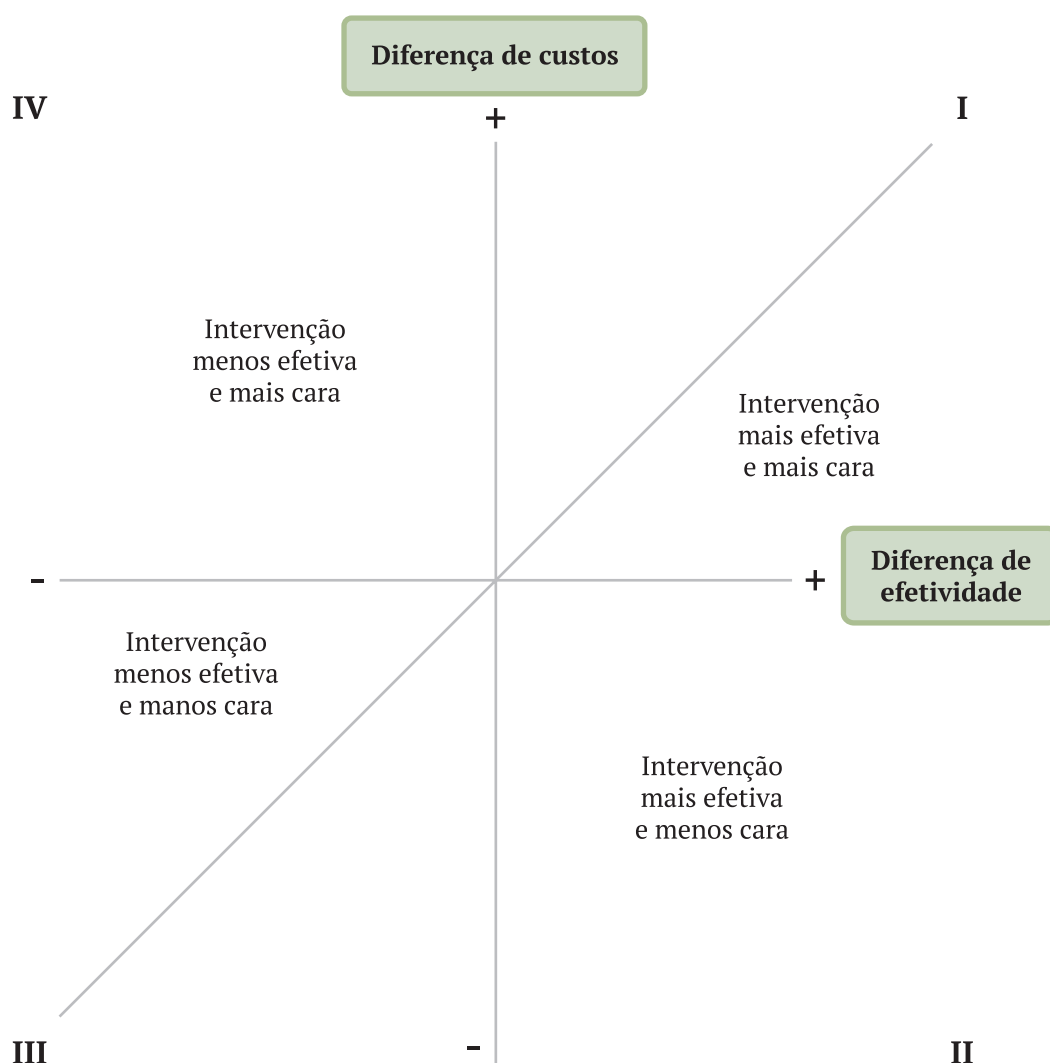 Diferença de custos
IV
+
I
Intervenção
menos efetiva
e mais cara
Intervenção
mais efetiva
e mais cara
-
+
Diferença de
efetividade
Intervenção
menos efetiva
e manos cara
Intervenção
mais efetiva
e menos cara
III
-
II